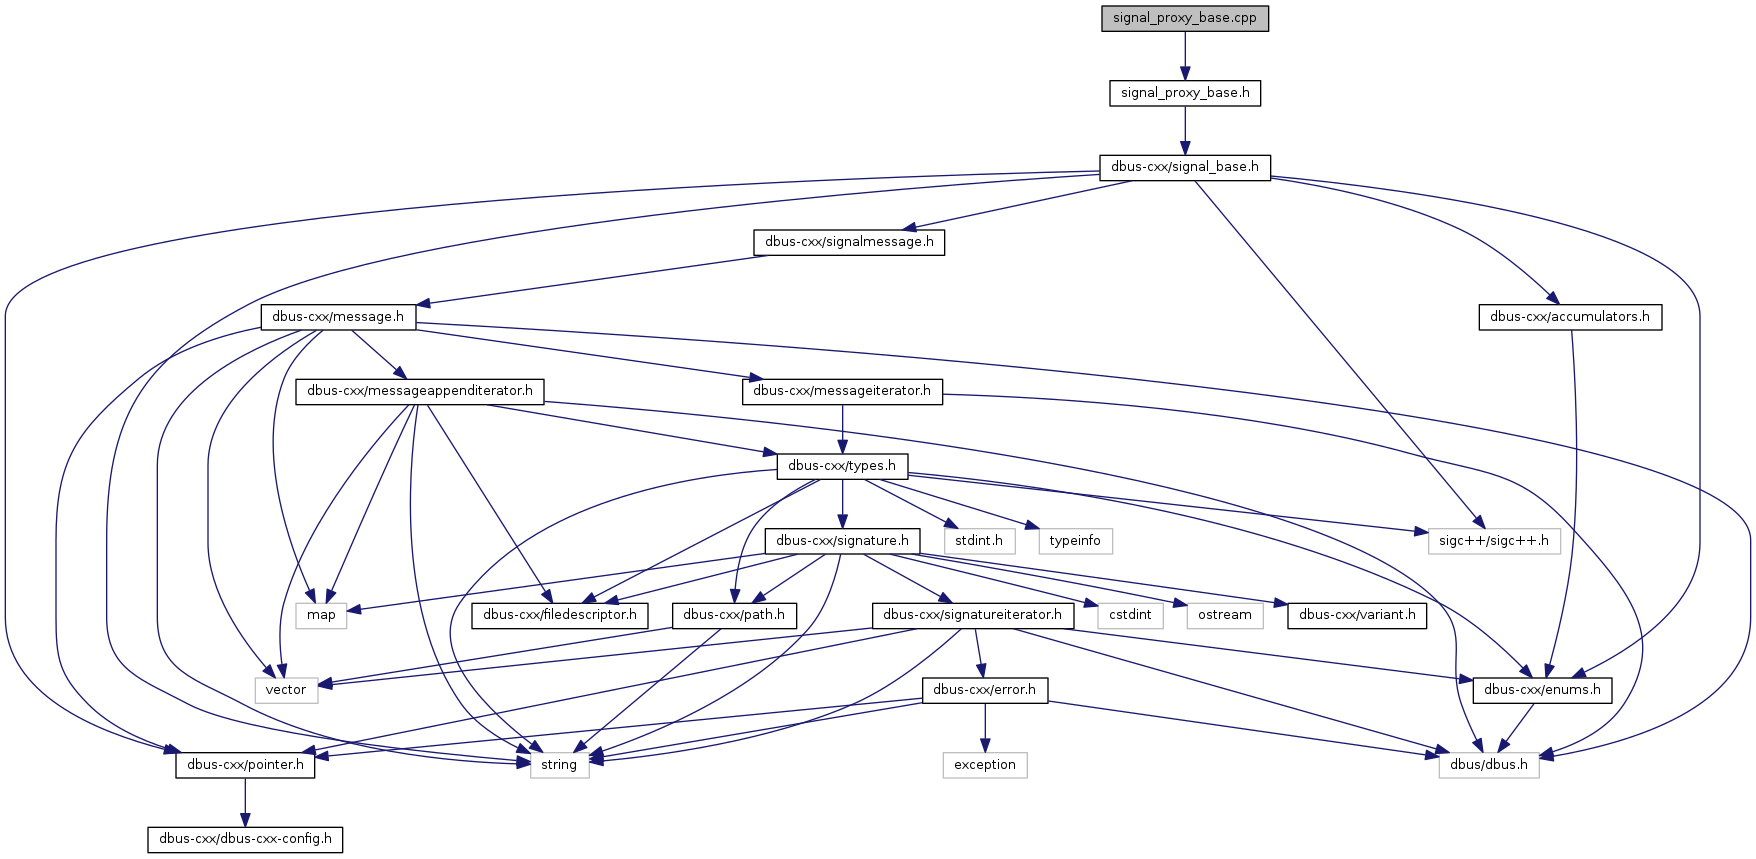 signal_proxy_base.cpp
signal_proxy_base.h
dbus-cxx/signal_base.h
dbus-cxx/signalmessage.h
dbus-cxx/message.h
dbus-cxx/accumulators.h
dbus-cxx/messageappenditerator.h
dbus-cxx/messageiterator.h
dbus-cxx/types.h
dbus-cxx/signature.h
stdint.h
typeinfo
sigc++/sigc++.h
map
dbus-cxx/filedescriptor.h
dbus-cxx/path.h
dbus-cxx/signatureiterator.h
cstdint
ostream
dbus-cxx/variant.h
vector
dbus-cxx/error.h
dbus-cxx/enums.h
dbus-cxx/pointer.h
string
exception
dbus/dbus.h
dbus-cxx/dbus-cxx-config.h